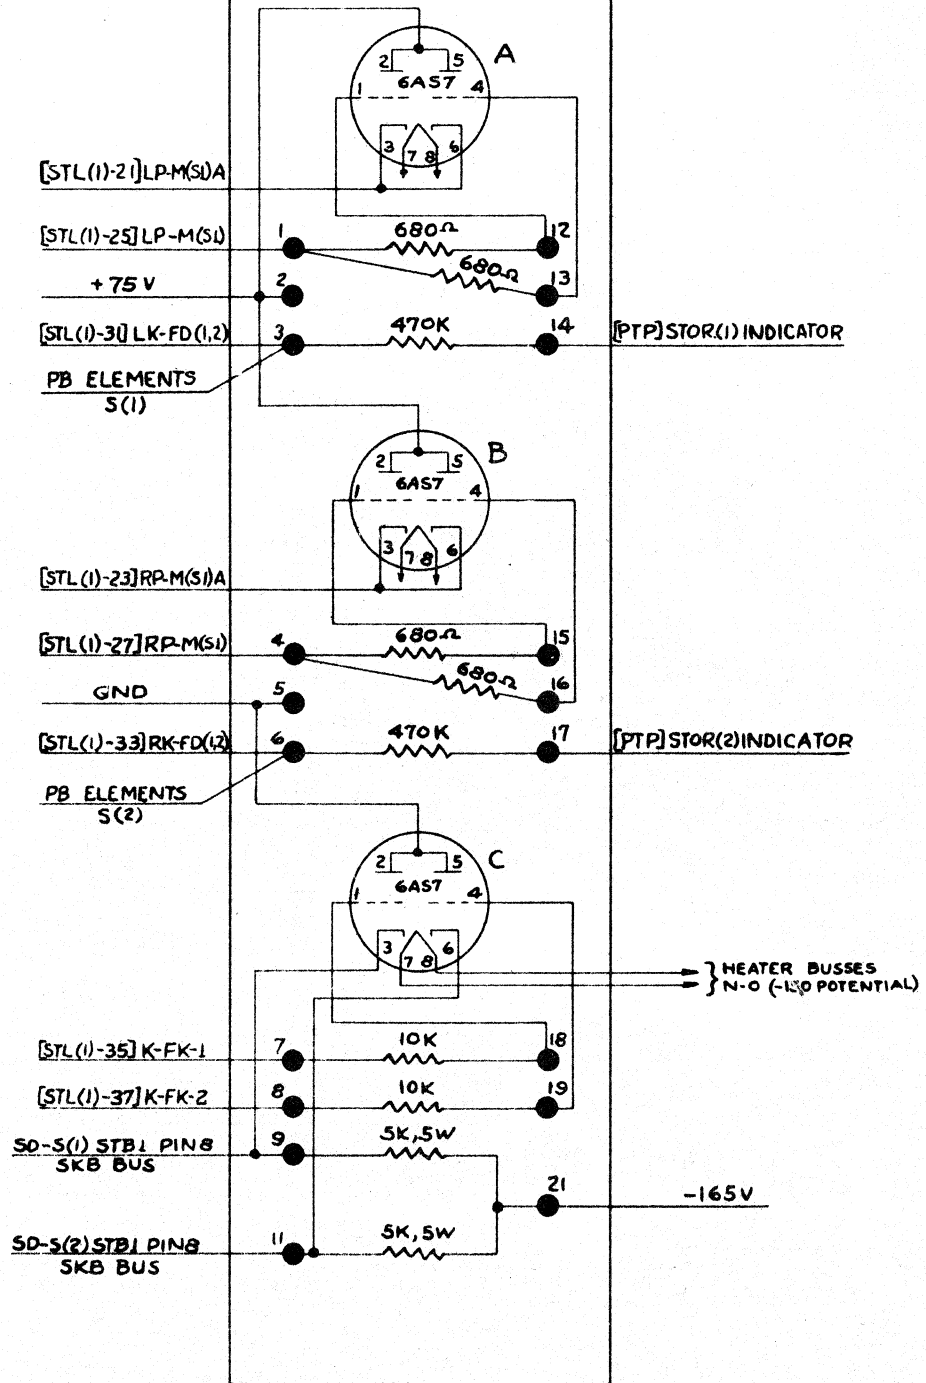 A
2 5
6AS7
1 4
3 7 8 6
[STL(1)-21]LP-M(S1)A
[STL(1)-25]LP-M(S1)
1 680Ω 12
680Ω
+75V 2 13
[STL(1)-31]LK-FD(1,2) 3 470K 14 [PTP]STOR(1)INDICATOR
PB ELEMENTS
S(1)
B
2 5
6AS7
1 4
3 7 8 6
[STL(1)-23]RP-M(S1)A
[STL(1)-27]RP-M(S1) 4 680Ω 15
680Ω
GND 5 16
[STL(1)-33]RK-FD(1,2) 6 470K 17 [PTP]STOR(2)INDICATOR
PB ELEMENTS
S(2)
C
2 5
6AS7
1 4
3 7 8 6
HEATER BUSSES
N-O (- POTENTIAL)
[STL(1)-35]K-FK-1 7 10K 18
[STL(1)-37]K-FK-2 8 10K 19
SD-S(1) STB1 PIN8 9 5K,5W
SKB BUS
21 -165V
SD-S(2)STB1 PIN8 11 5K,5W
SKB BUS